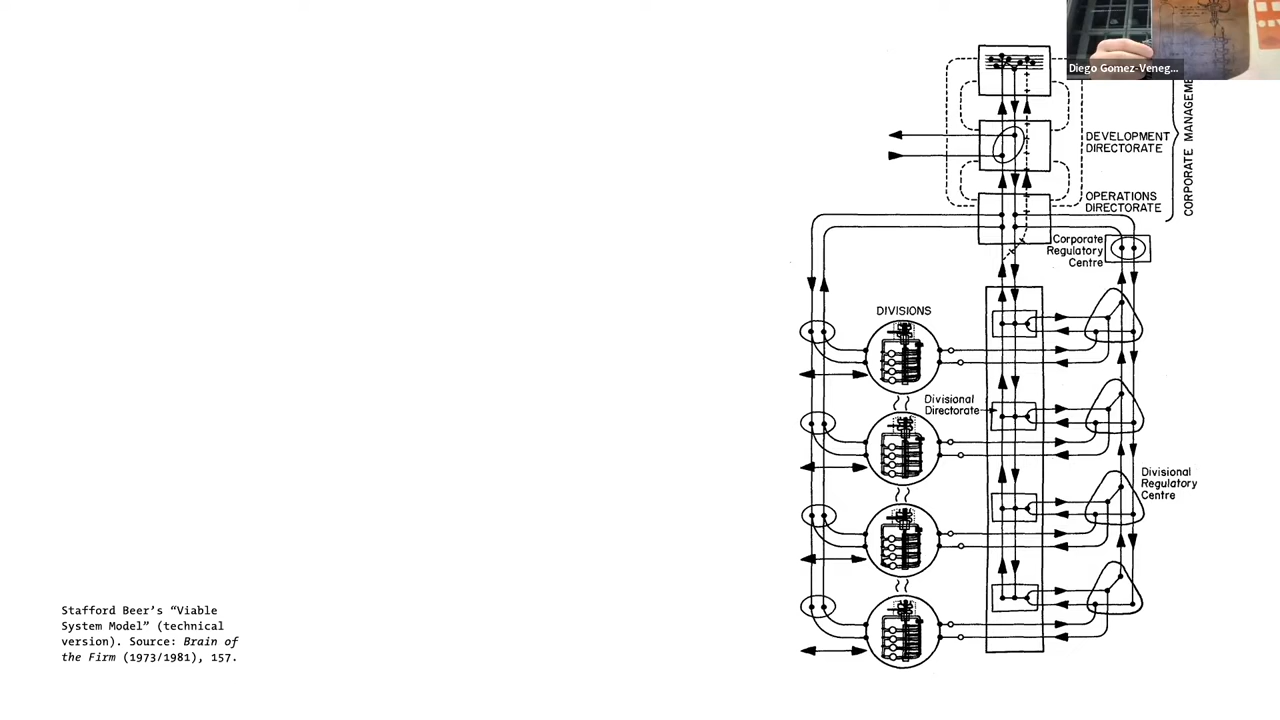 Diego Gomez-Veneg...
DEVELOPMENT
DIRECTORATE
OPERATIONS
DIRECTORATE
CORPORATE MANAGEM
Corporate
Regulatory
Centre
DIVISIONS
Divisional
Directorate
Divisional
Regulatory
Centre
Stafford Beer's “Viable
System Model” (technical
version). Source: Brain of
the Firm (1973/1981), 157.